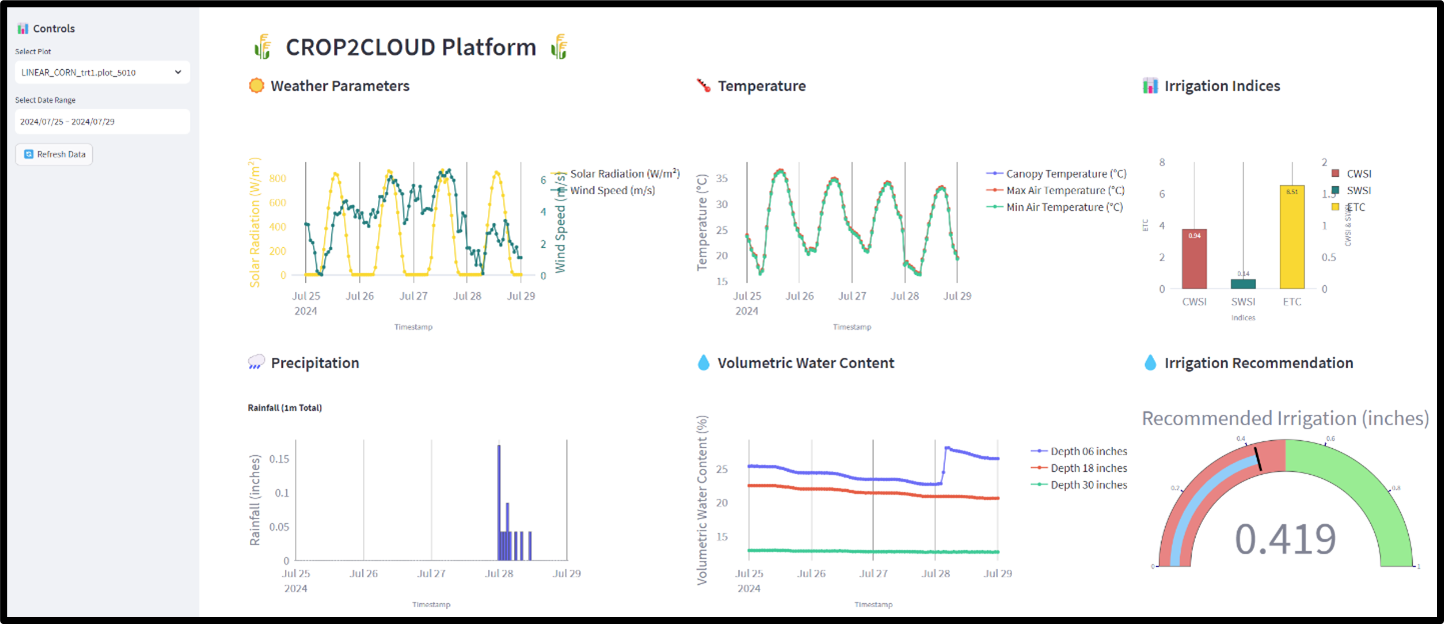 Controls
Select Plot
LINEAR_CORN_trt1.plot_5010
Select Date Range
2024/07/25 – 2024/07/29
Refresh Data
CROP2CLOUD Platform
Weather Parameters
Solar Radiation (W/m²)
800
600
400
200
0
6
4
2
0
Wind Speed (m/s)
Solar Radiation (W/m²)
Wind Speed (m/s)
Jul 25
2024
Jul 26
Jul 27
Jul 28
Jul 29
Timestamp
Temperature
Temperature (°C)
35
30
25
20
15
Canopy Temperature (°C)
Max Air Temperature (°C)
Min Air Temperature (°C)
Jul 25
2024
Jul 26
Jul 27
Jul 28
Jul 29
Timestamp
Irrigation Indices
ETC
8
6
4
2
0
0.94
0.14
6.51
2
1.5
1
0.5
0
CWSI
SWSI
ETC
CWSI
SWSI
ETC
Indices
Precipitation
Rainfall (1m Total)
Rainfall (inches)
0.15
0.1
0.05
0
Jul 25
2024
Jul 26
Jul 27
Jul 28
Jul 29
Timestamp
Volumetric Water Content
Volumetric Water Content (%)
25
20
15
Depth 06 inches
Depth 18 inches
Depth 30 inches
Jul 25
2024
Jul 26
Jul 27
Jul 28
Jul 29
Timestamp
Irrigation Recommendation
Recommended Irrigation (inches)
0
0.2
0.4
0.6
0.8
1
0.419